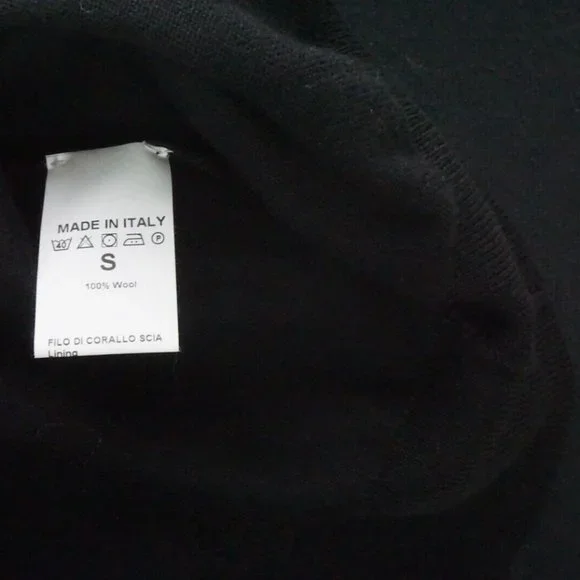 MADE IN ITALY
40 P
S
100% Wool
FILO DI CORALLO SCIA
Lining